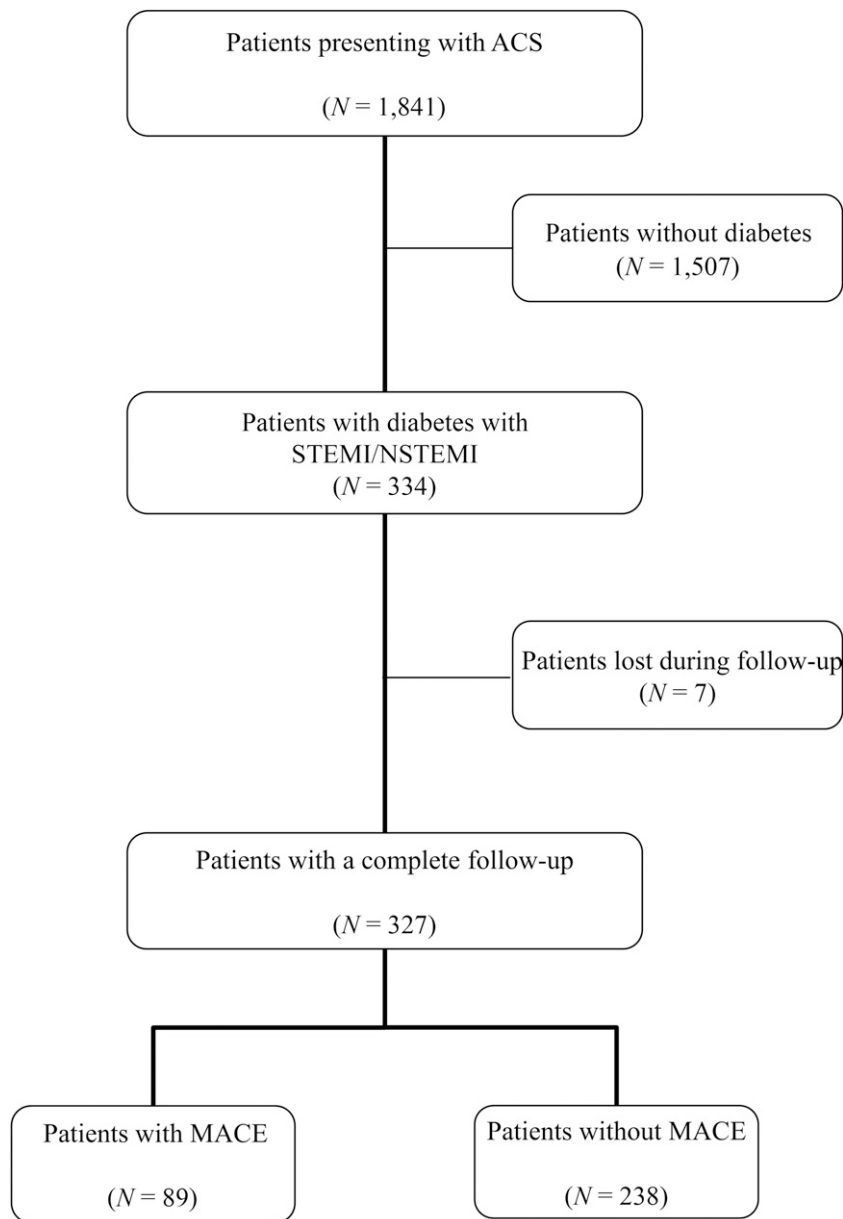 Patients presenting with ACS
(N = 1,841)
Patients without diabetes
(N = 1,507)
Patients with diabetes with
STEMI/NSTEMI
(N = 334)
Patients lost during follow-up
(N = 7)
Patients with a complete follow-up
(N = 327)
Patients with MACE
(N = 89)
Patients without MACE
(N = 238)